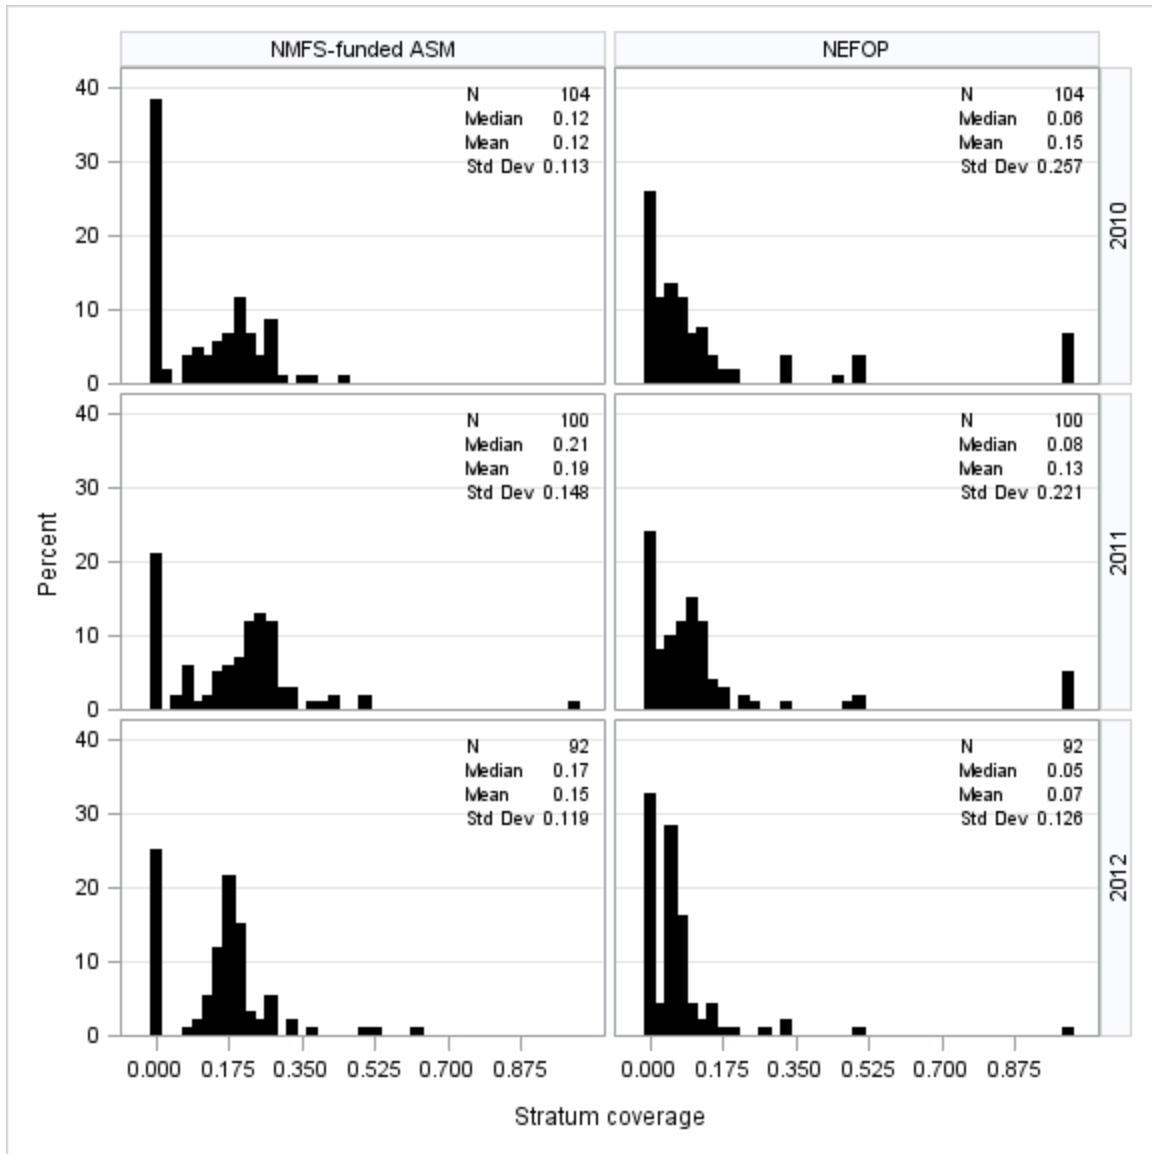 NMFS-funded ASM
NEFOP
40
30
20
10
0
N 104
Median 0.12
Mean 0.12
Std Dev 0.113
N 104
Median 0.06
Mean 0.15
Std Dev 0.257
2010
40
30
20
10
0
N 100
Median 0.21
Mean 0.19
Std Dev 0.148
N 100
Median 0.08
Mean 0.13
Std Dev 0.221
2011
Percent
40
30
20
10
0
N 92
Median 0.17
Mean 0.15
Std Dev 0.119
N 92
Median 0.05
Mean 0.07
Std Dev 0.126
2012
0.000 0.175 0.350 0.525 0.700 0.875
0.000 0.175 0.350 0.525 0.700 0.875
Stratum coverage